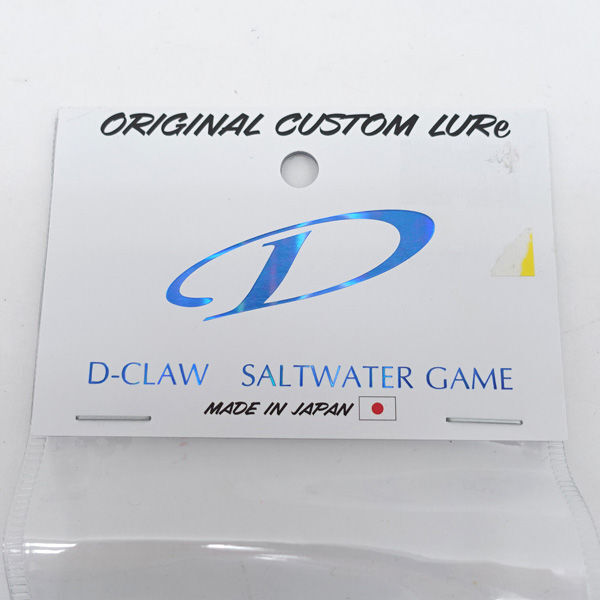 ORIGINAL CUSTOM LURe
D
D-CLAW SALTWATER GAME
MADE IN JAPAN